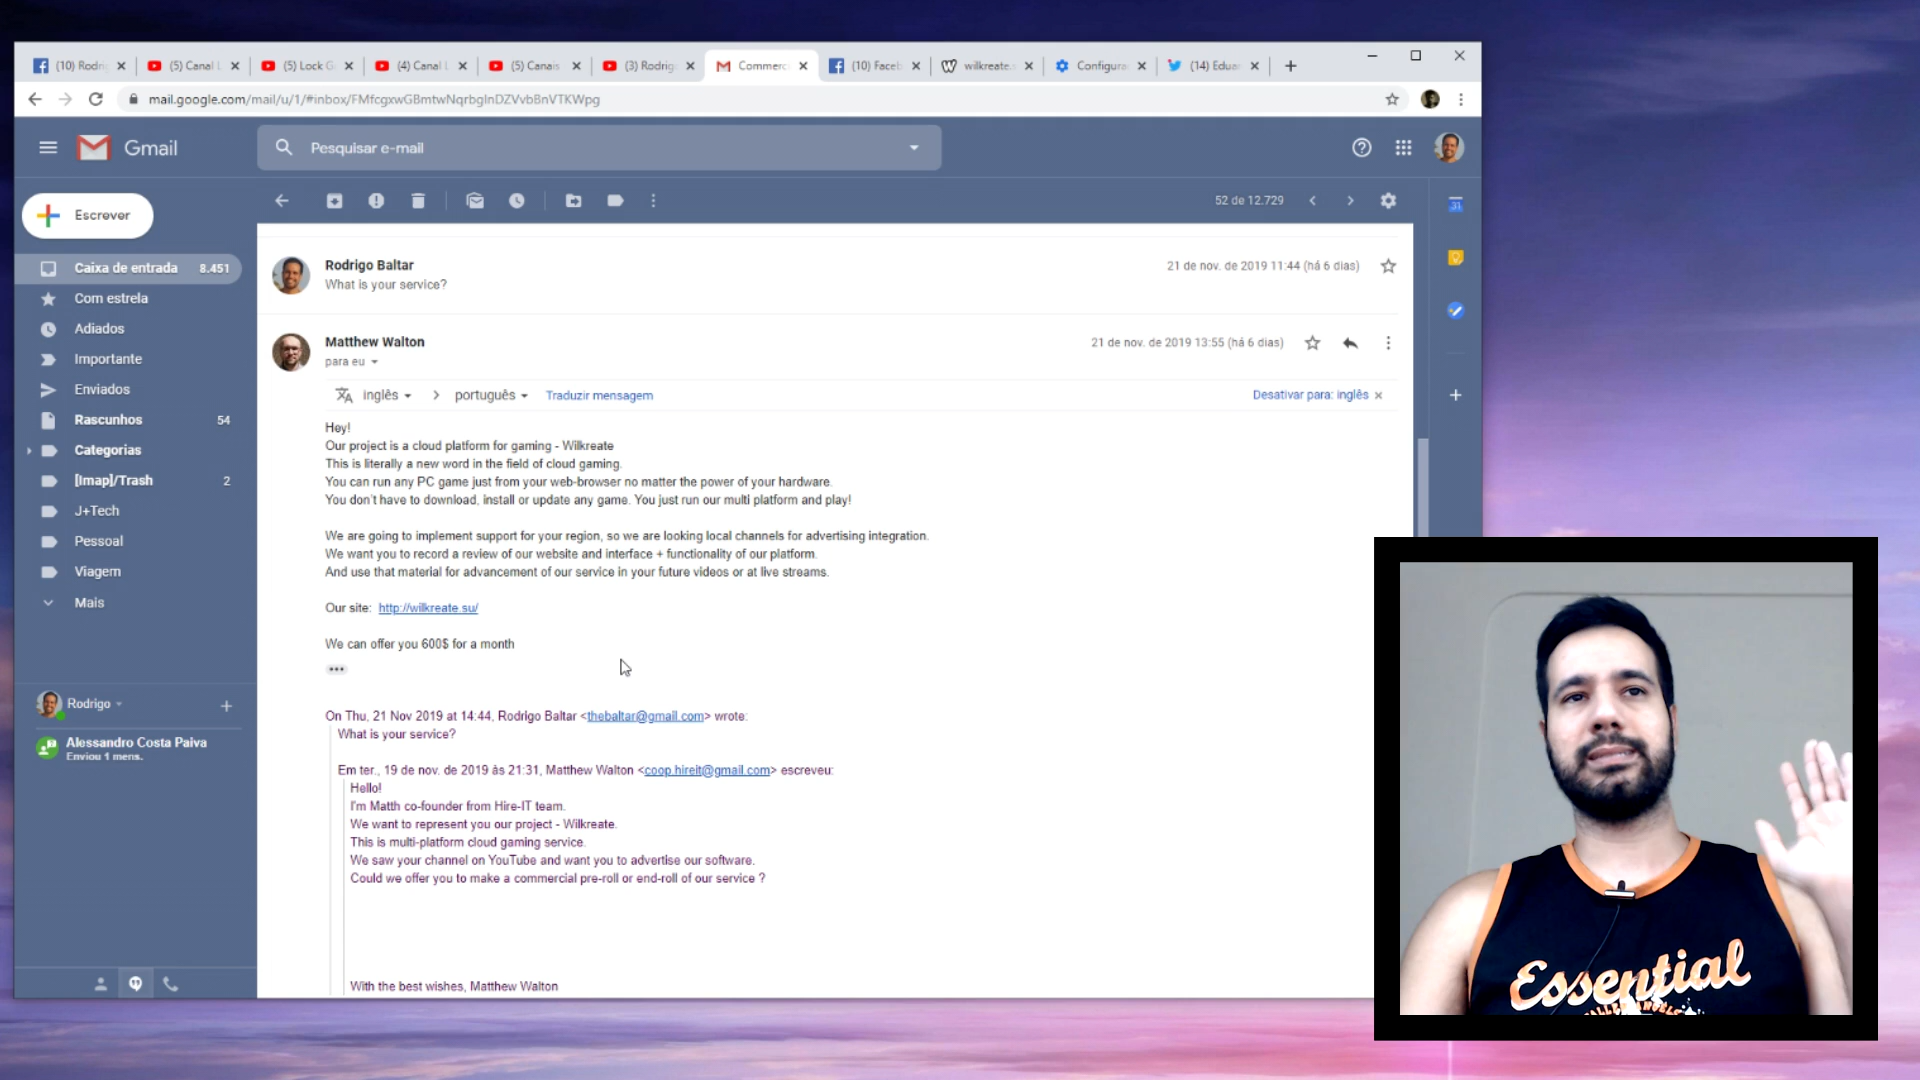 (10) Rodri
(5) Canal L
(5) Lock G
(4) Canal L
(5) Canais
(3) Rodrig
Commerc
(10) Faceb
wilkreate.s
Configura
(14) Eduar
mail.google.com/mail/u/1/#inbox/FMfcgxwGBmtwNqrbglnDZVvbBnVTKWpg
Gmail
Pesquisar e-mail
Escrever
52 de 12.729
31
Caixa de entrada 8.451
Com estrela
Adiados
Importante
Enviados
Rascunhos 54
Categorias
[Imap]/Trash 2
J+Tech
Pessoal
Viagem
Mais
Rodrigo
Alessandro Costa Paiva
Enviou 1 mens.
Rodrigo Baltar 21 de nov. de 2019 11:44 (há 6 dias)
What is your service?
Matthew Walton 21 de nov. de 2019 13:55 (há 6 dias)
para eu
inglês > português Traduzir mensagem Desativar para: inglês ×
Hey!
Our project is a cloud platform for gaming - Wilkreate
This is literally a new word in the field of cloud gaming.
You can run any PC game just from your web-browser no matter the power of your hardware.
You don't have to download, install or update any game. You just run our multi platform and play!
We are going to implement support for your region, so we are looking local channels for advertising integration.
We want you to record a review of our website and interface + functionality of our platform.
And use that material for advancement of our service in your future videos or at live streams.
Our site: http://wilkreate.su/
We can offer you 600$ for a month
On Thu, 21 Nov 2019 at 14:44, Rodrigo Baltar <thebaltar@gmail.com> wrote:
What is your service?
Em ter., 19 de nov. de 2019 às 21:31, Matthew Walton <coop.hireit@gmail.com> escreveu:
Hello!
I'm Matth co-founder from Hire-IT team.
We want to represent you our project - Wilkreate.
This is multi-platform cloud gaming service.
We saw your channel on YouTube and want you to advertise our software.
Could we offer you to make a commercial pre-roll or end-roll of our service ?
With the best wishes, Matthew Walton
Essential